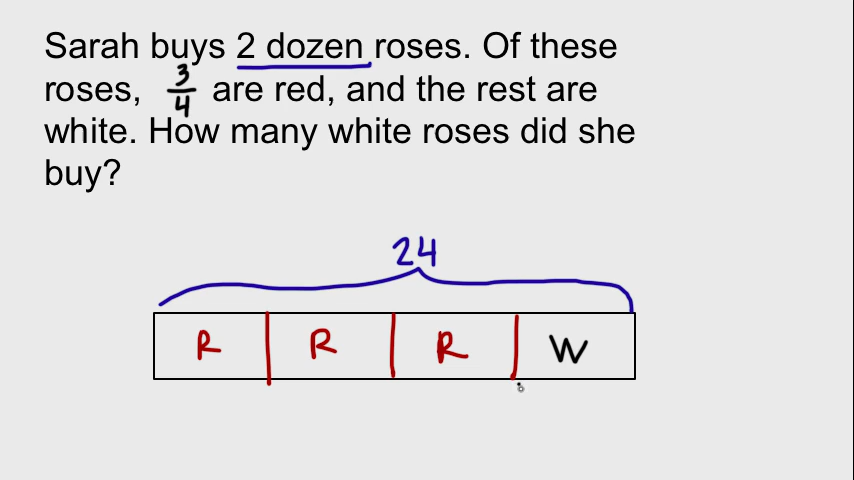 Sarah buys 2 dozen roses. Of these
roses, 3/4 are red, and the rest are
white. How many white roses did she
buy?
24
R R R W